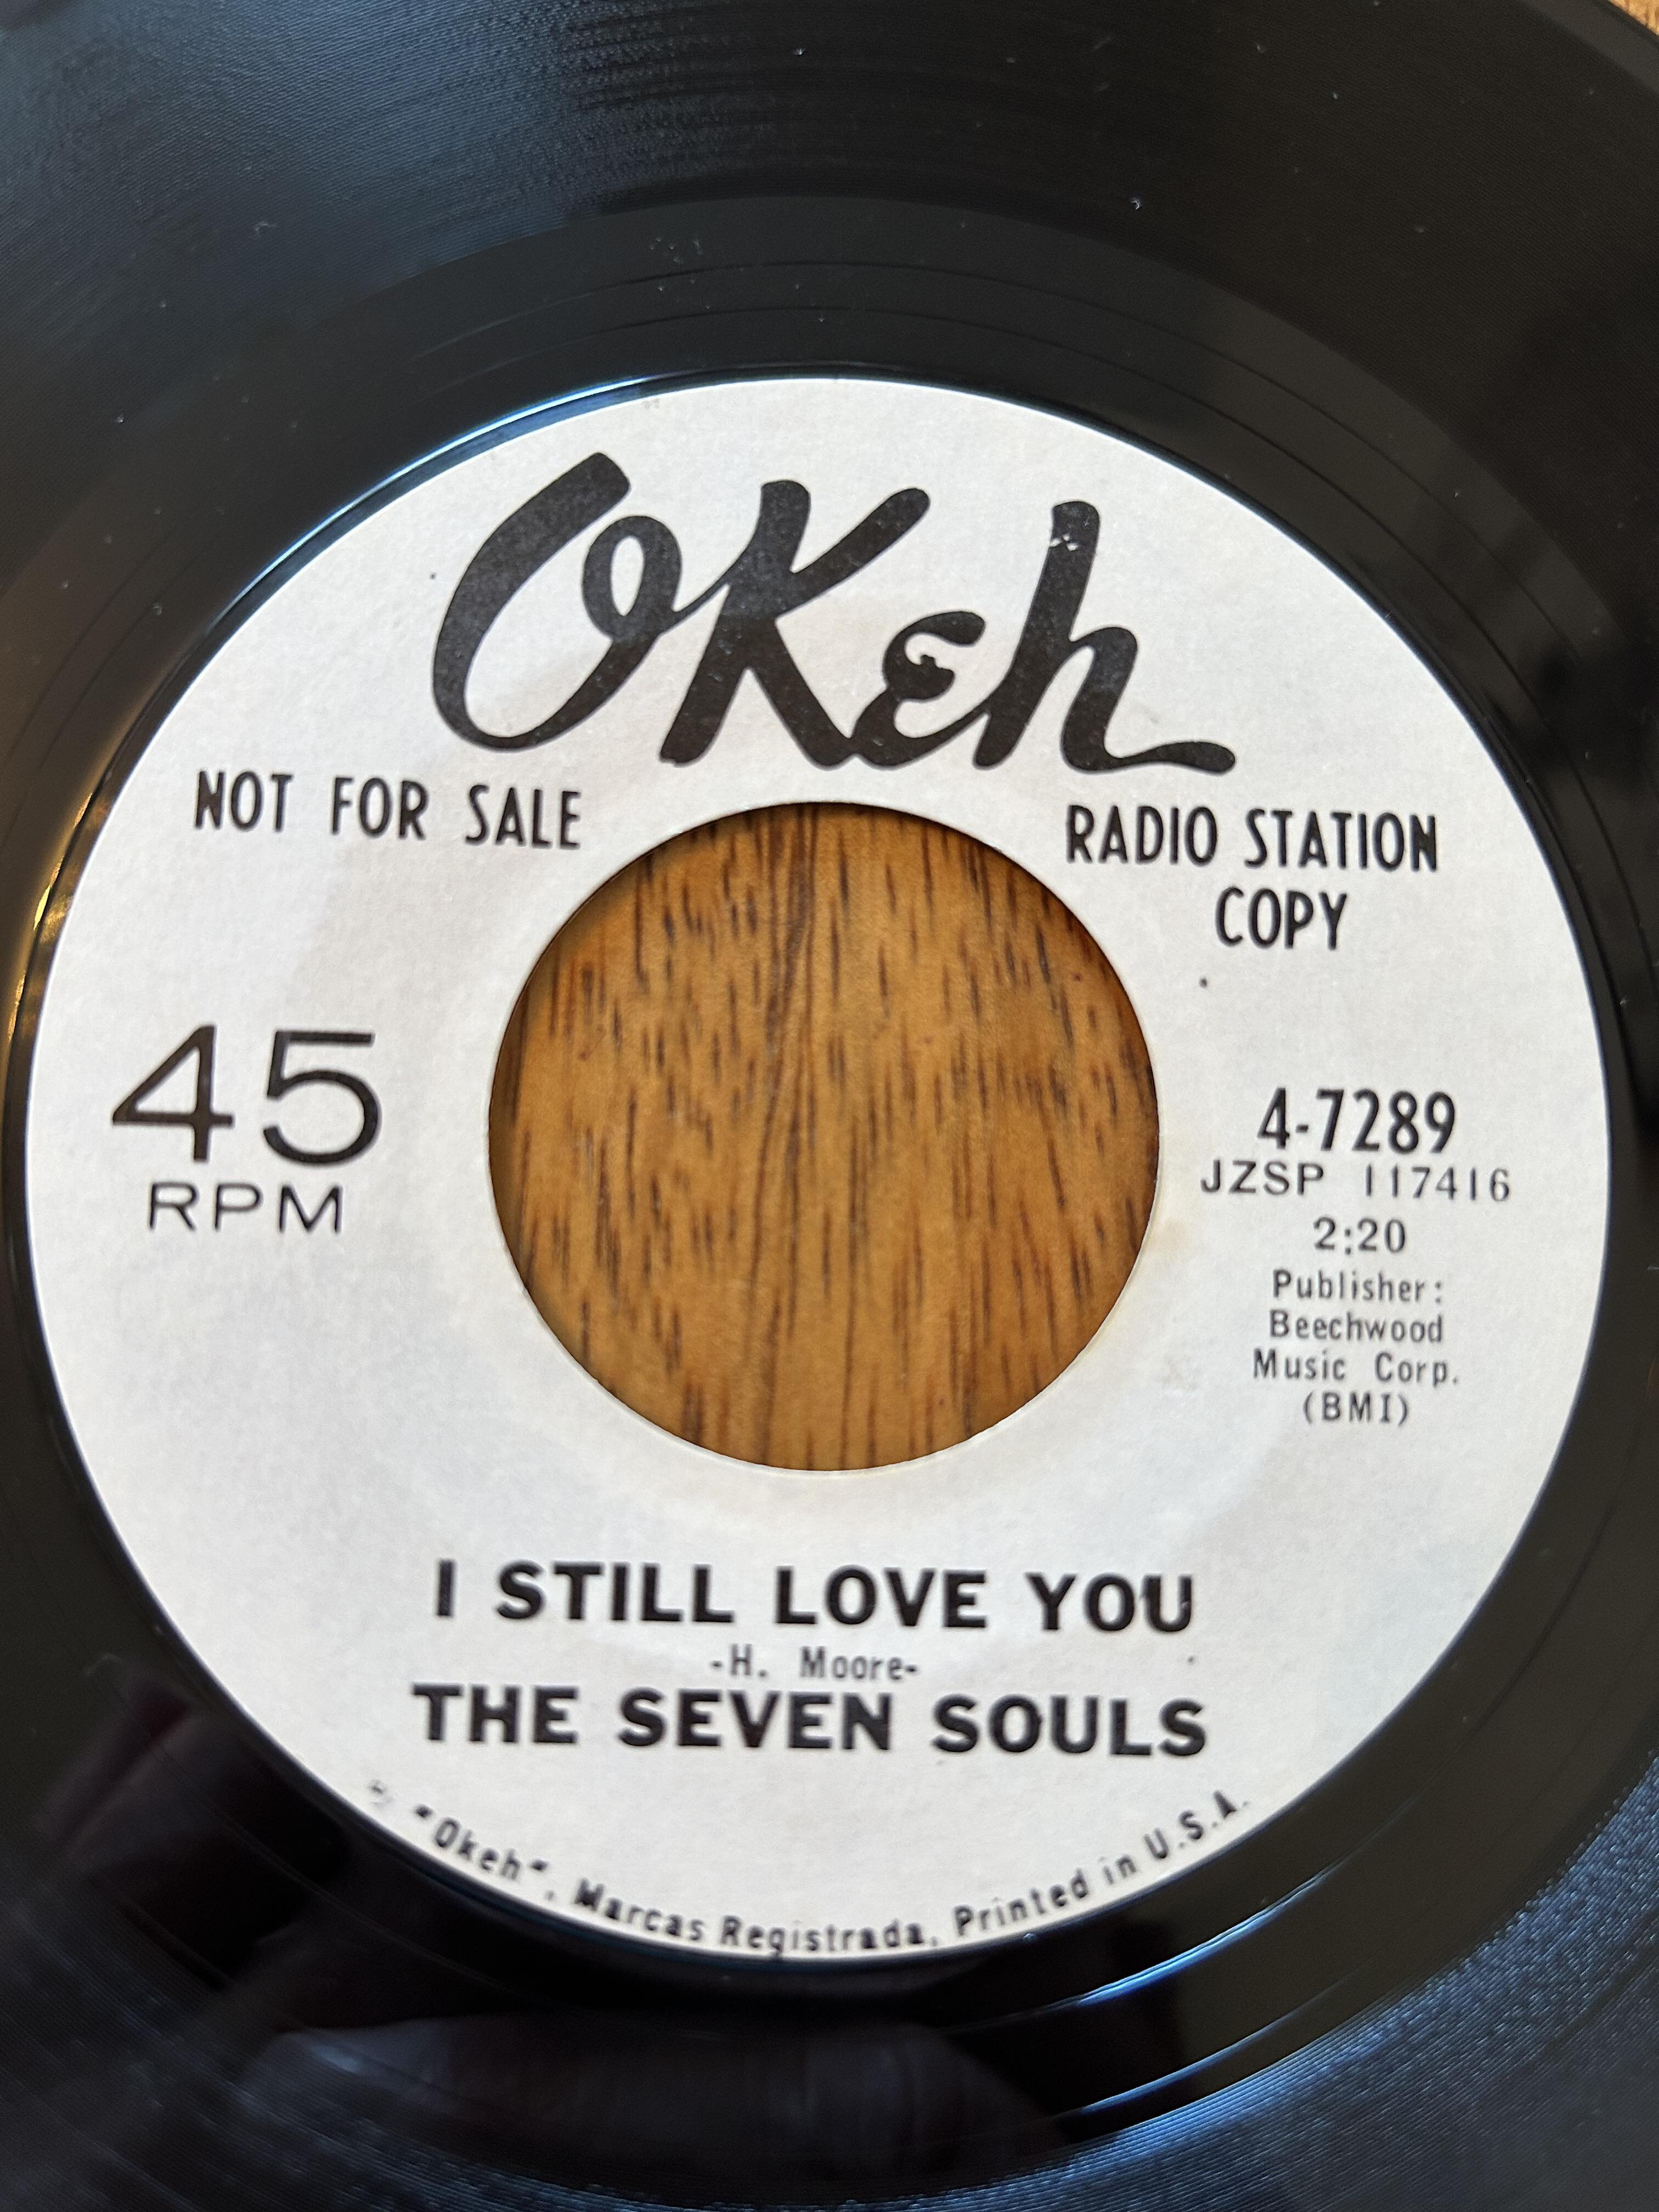 OKeh
NOT FOR SALE
RADIO STATION
COPY
45
RPM
4-7289
JZSP 117416
2:20
Publisher:
Beechwood
Music Corp.
(BMI)
I STILL LOVE YOU
-H. Moore-
THE SEVEN SOULS
® "Okeh", Marcas Registrada. Printed in U.S.A.